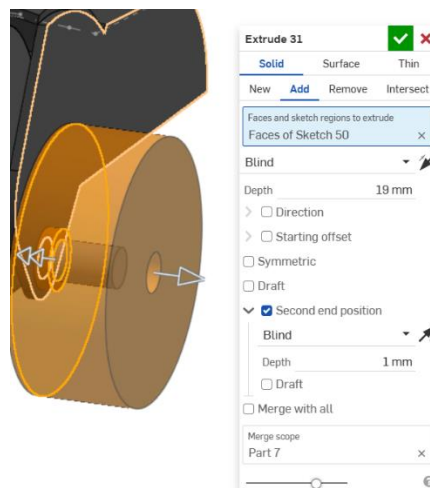 Extrude 31
Solid Surface Thin
New Add Remove Intersect
Faces and sketch regions to extrude
Faces of Sketch 50
Blind
Depth 19 mm
Direction
Starting offset
Symmetric
Draft
Second end position
Blind
Depth 1 mm
Draft
Merge with all
Merge scope
Part 7